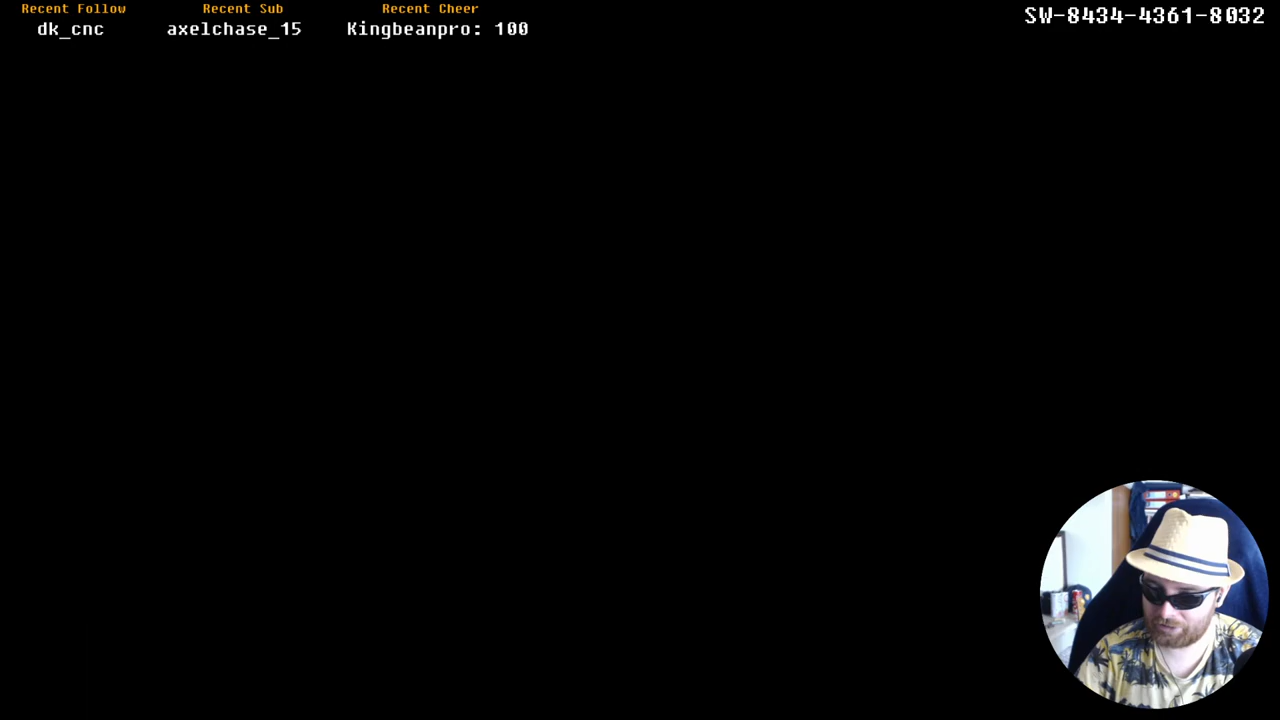 Recent Follow Recent Sub Recent Cheer
dk_cnc axelchase_15 Kingbeanpro: 100
SW-8434-4361-8032